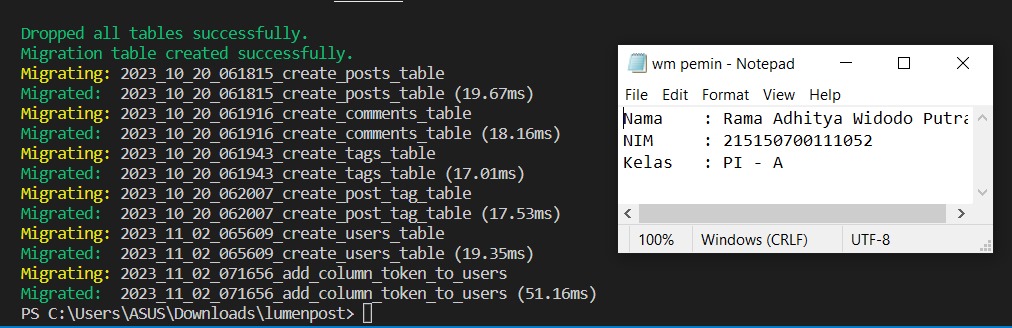 Dropped all tables successfully.
Migration table created successfully.
Migrating: 2023_10_20_061815_create_posts_table
Migrated:  2023_10_20_061815_create_posts_table (19.67ms)
Migrating: 2023_10_20_061916_create_comments_table
Migrated:  2023_10_20_061916_create_comments_table (18.16ms)
Migrating: 2023_10_20_061943_create_tags_table
Migrated:  2023_10_20_061943_create_tags_table (17.01ms)
Migrating: 2023_10_20_062007_create_post_tag_table
Migrated:  2023_10_20_062007_create_post_tag_table (17.53ms)
Migrating: 2023_11_02_065609_create_users_table
Migrated:  2023_11_02_065609_create_users_table (19.35ms)
Migrating: 2023_11_02_071656_add_column_token_to_users
Migrated:  2023_11_02_071656_add_column_token_to_users (51.16ms)
PS C:\Users\ASUS\Downloads\lumenpost>
wm pemin - Notepad
File Edit Format View Help
Nama : Rama Adhitya Widodo Putra
NIM : 215150700111052
Kelas : PI - A
100% Windows (CRLF) UTF-8